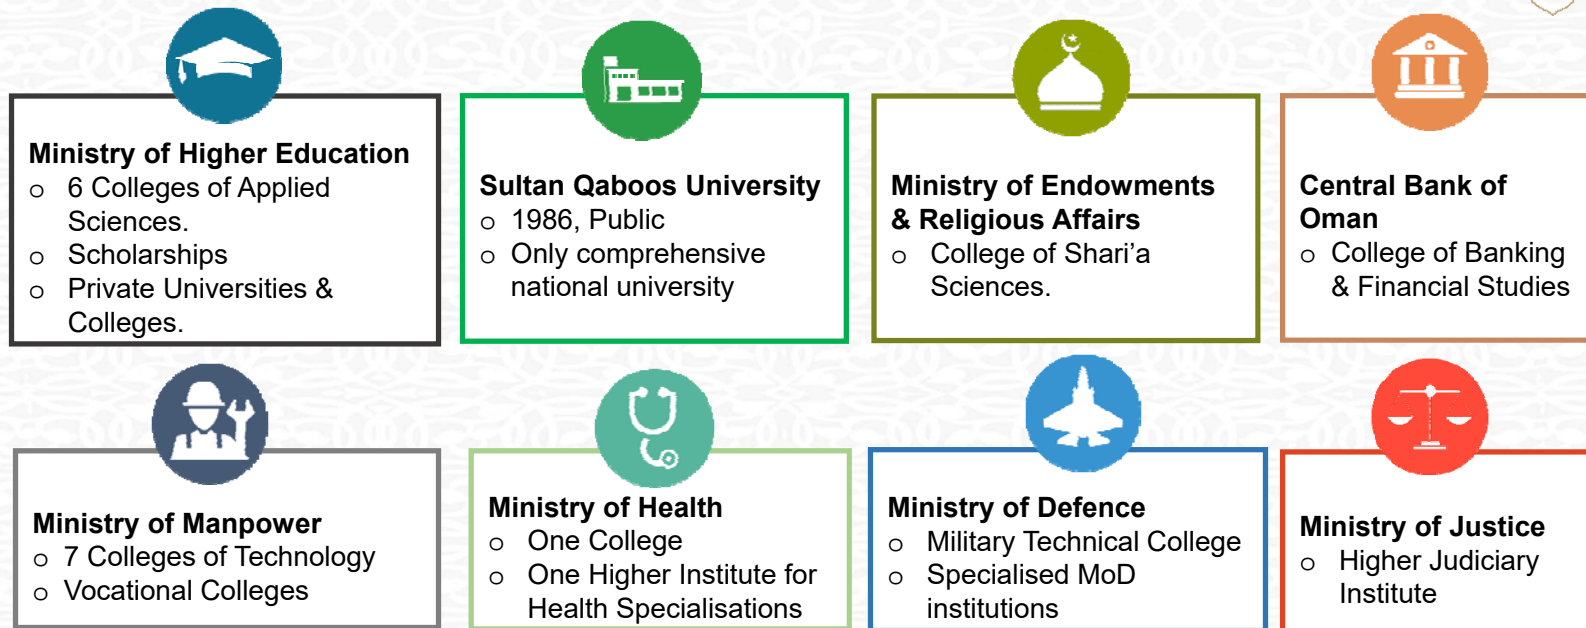 Ministry of Higher Education
o 6 Colleges of Applied
Sciences.
o Scholarships
o Private Universities &
Colleges.
Sultan Qaboos University
o 1986, Public
o Only comprehensive
national university
Ministry of Endowments
& Religious Affairs
o College of Shari’a
Sciences.
Central Bank of
Oman
o College of Banking
& Financial Studies
Ministry of Manpower
o 7 Colleges of Technology
o Vocational Colleges
Ministry of Health
o One College
o One Higher Institute for
Health Specialisations
Ministry of Defence
o Military Technical College
o Specialised MoD
institutions
Ministry of Justice
o Higher Judiciary
Institute